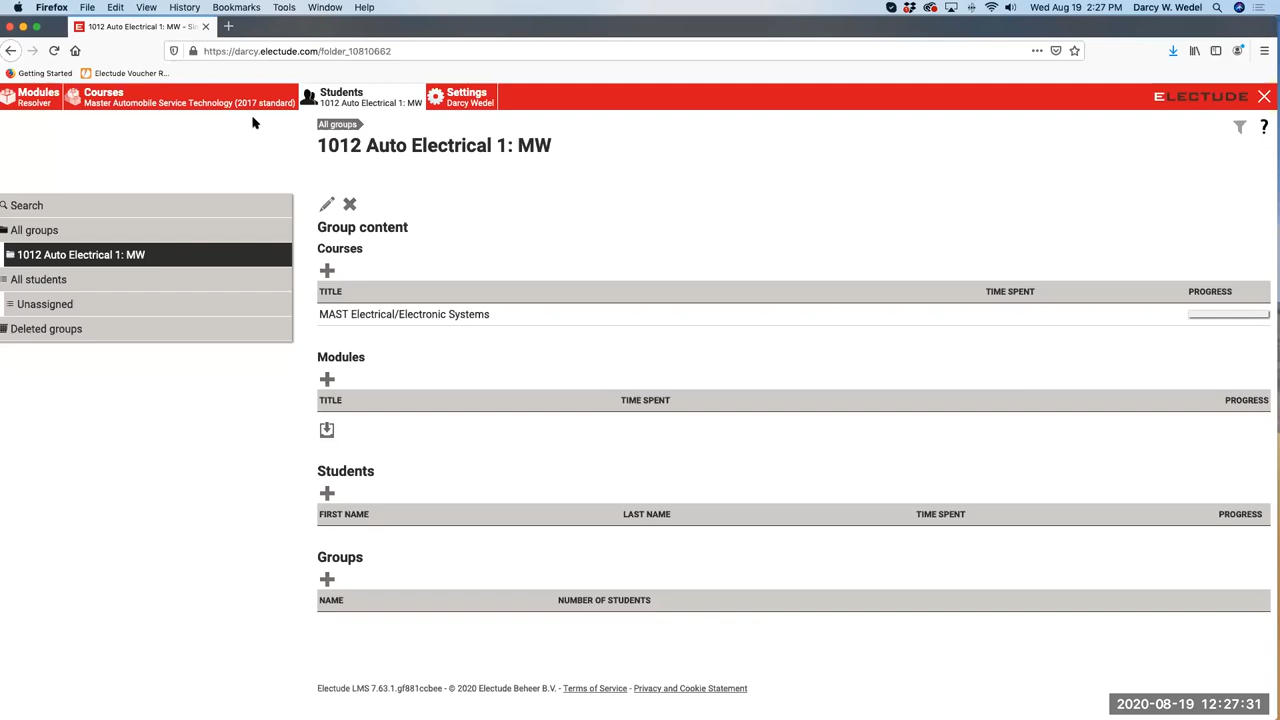 Firefox File Edit View History Bookmarks Tools Window Help Wed Aug 19 2:27 PM Darcy W. Wedel
1012 Auto Electrical 1: MW - Si
https://darcy.electude.com/folder_10810662
Getting Started Electude Voucher R...
Modules
Resolver
Courses
Master Automobile Service Technology (2017 standard)
Students
1012 Auto Electrical 1: MW
Settings
Darcy Wedel
ELECTUDE
All groups
1012 Auto Electrical 1: MW
?
Search
All groups
1012 Auto Electrical 1: MW
All students
Unassigned
Deleted groups
Group content
Courses
TITLE TIME SPENT PROGRESS
MAST Electrical/Electronic Systems
Modules
TITLE TIME SPENT PROGRESS
Students
FIRST NAME LAST NAME TIME SPENT PROGRESS
Groups
NAME NUMBER OF STUDENTS
Electude LMS 7.63.1.gf881ccbee - © 2020 Electude Beheer B.V. - Terms of Service - Privacy and Cookie Statement
2020-08-19 12:27:31